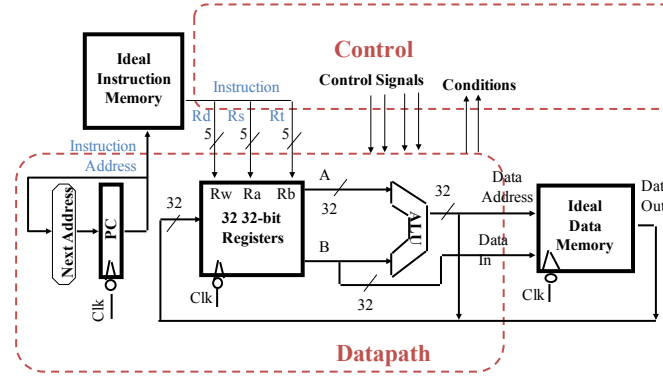 Control
Ideal
Instruction
Memory
Instruction
Control Signals
Conditions
Rd
Rs
Rt
5
5
5
Instruction
Address
32
Rw
Ra
Rb
32 32-bit
Registers
A
32
B
32
ALU
32
Data
Address
Data
In
Ideal
Data
Memory
Dat
Out
Next Address
PC
Clk
Clk
Clk
Datapath